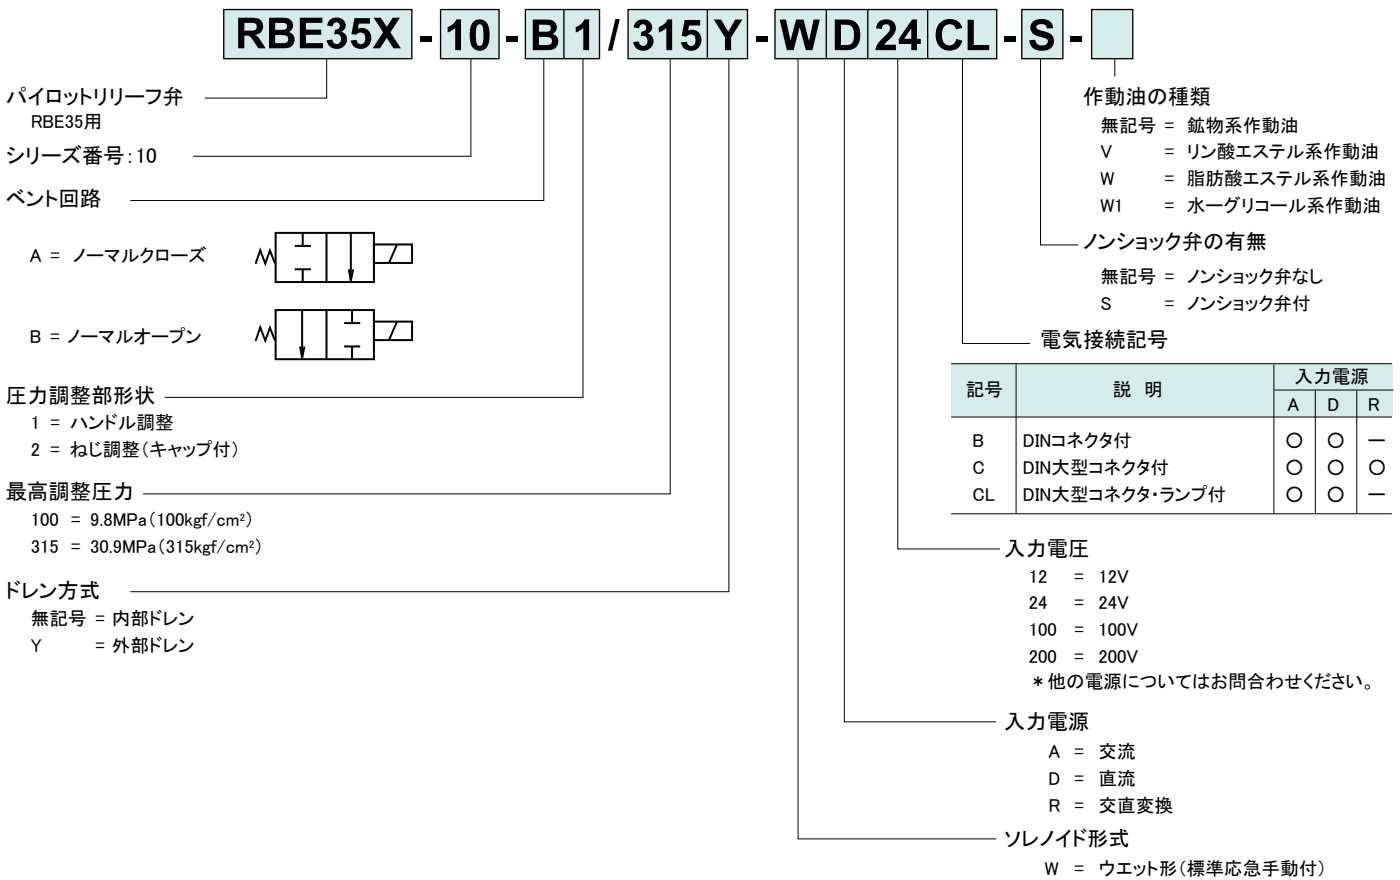 RBE35X - 10 - B 1 / 315 Y - W D 24 CL - S -
パイロットリリーフ弁
RBE35用
シリーズ番号:10
ベント回路
A = ノーマルクローズ
B = ノーマルオープン
圧力調整部形状
1 = ハンドル調整
2 = ねじ調整(キャップ付)
最高調整圧力
100 = 9.8MPa(100kgf/cm²)
315 = 30.9MPa(315kgf/cm²)
ドレン方式
無記号 = 内部ドレン
Y = 外部ドレン
作動油の種類
無記号 = 鉱物系作動油
V = リン酸エステル系作動油
W = 脂肪酸エステル系作動油
W1 = 水ーグリコール系作動油
ノンショック弁の有無
無記号 = ノンショック弁なし
S = ノンショック弁付
電気接続記号
記号 説 明 入力電源
A D R
B DINコネクタ付 ○ ○ ー
C DIN大型コネクタ付 ○ ○ ○
CL DIN大型コネクタ・ランプ付 ○ ○ ー
入力電圧
12 = 12V
24 = 24V
100 = 100V
200 = 200V
*他の電源についてはお問合わせください。
入力電源
A = 交流
D = 直流
R = 交直変換
ソレノイド形式
W = ウエット形(標準応急手動付)